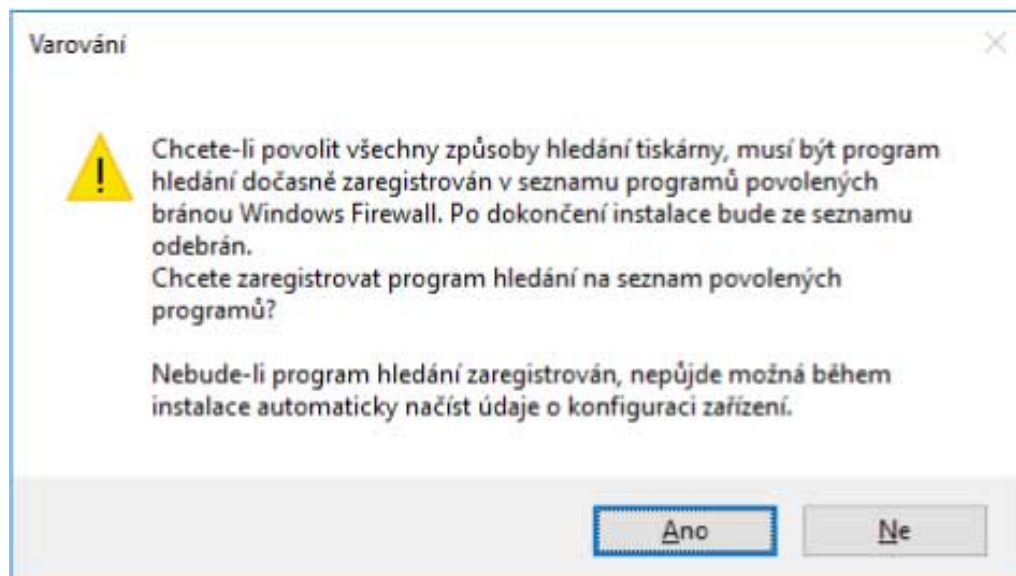 Varování
Chcete-li povolit všechny způsoby hledání tiskárny, musí být program
hledání dočasně zaregistrován v seznamu programů povolených
bránou Windows Firewall. Po dokončení instalace bude ze seznamu
odebrán.
Chcete zaregistrovat program hledání na seznam povolených
programů?
Nebude-li program hledání zaregistrován, nepůjde možná během
instalace automaticky načíst údaje o konfiguraci zařízení.
Ano
Ne